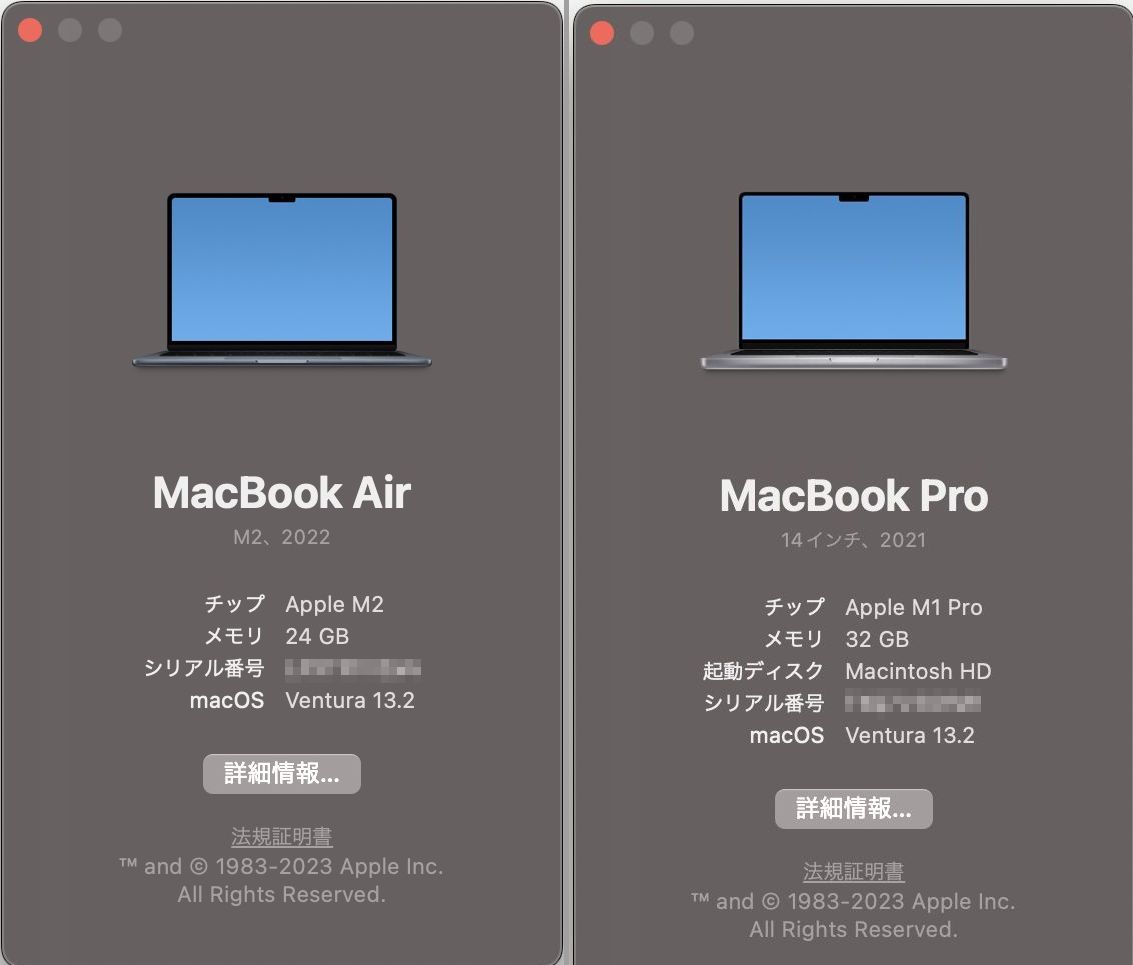 MacBook Air
M2、2022
チップ Apple M2
メモリ 24 GB
シリアル番号
macOS Ventura 13.2
詳細情報...
法規証明書
™ and © 1983-2023 Apple Inc.
All Rights Reserved.
MacBook Pro
14インチ、2021
チップ Apple M1 Pro
メモリ 32 GB
起動ディスク Macintosh HD
シリアル番号
macOS Ventura 13.2
詳細情報...
法規証明書
™ and © 1983-2023 Apple Inc.
All Rights Reserved.